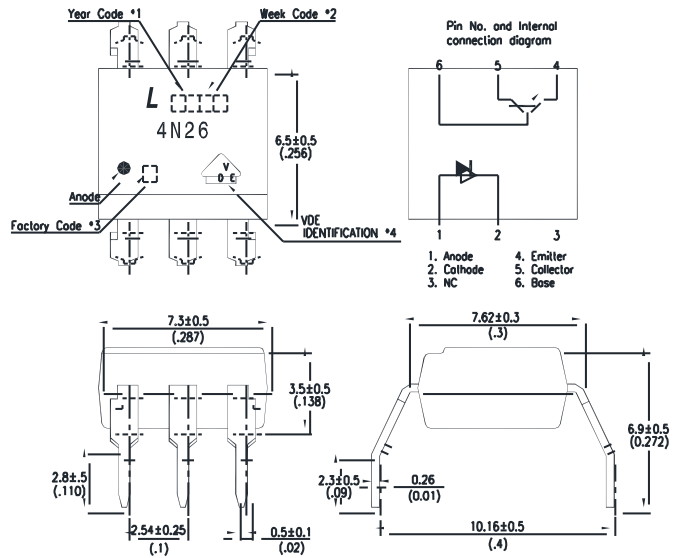 Year Code *1
Week Code *2
L
4N26
V
D E
6.5±0.5
(.256)
Anode
Factory Code *3
VDE
IDENTIFICATION *4
Pin No. and Internal
connection diagram
6 5 4
1 2 3
1. Anode 4. Emitter
2. Cathode 5. Collector
3. NC 6. Base
7.3±0.5
(.287)
3.5±0.5
(.138)
2.8±.5
(.110)
2.54±0.25
(.1)
0.5±0.1
(.02)
7.62±0.3
(.3)
6.9±0.5
(0.272)
2.3±0.5
(.09)
0.26
(0.01)
10.16±0.5
(.4)